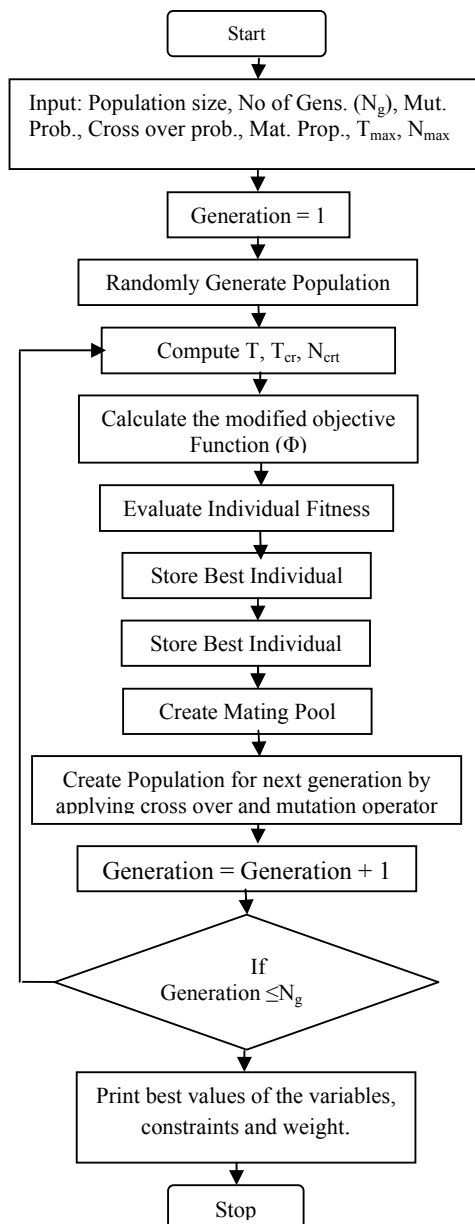 Start
Input: Population size, No of Gens. (Ng), Mut.
Prob., Cross over prob., Mat. Prop., Tmax, Nmax
Generation = 1
Randomly Generate Population
Compute T, Tcr, Ncrt
Calculate the modified objective
Function (Φ)
Evaluate Individual Fitness
Store Best Individual
Store Best Individual
Create Mating Pool
Create Population for next generation by
applying cross over and mutation operator
Generation = Generation + 1
If
Generation ≤Ng
Print best values of the variables,
constraints and weight.
Stop